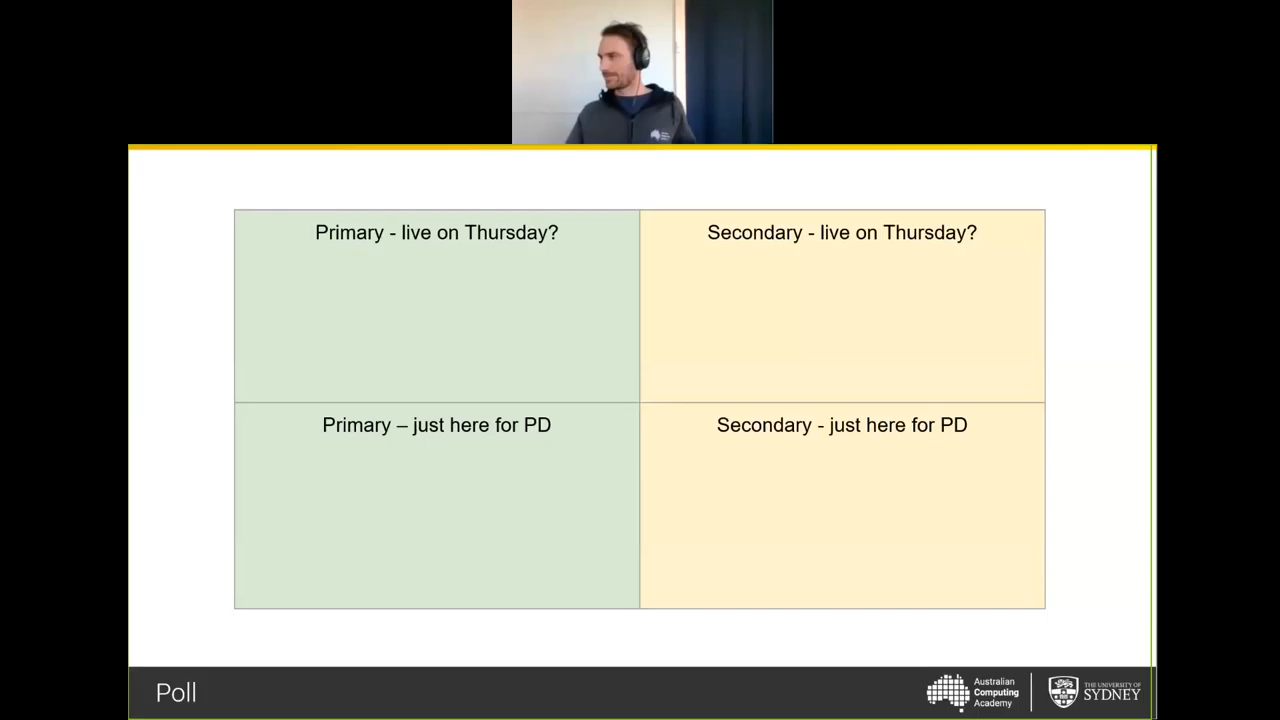 Primary - live on Thursday?
Secondary - live on Thursday?
Primary – just here for PD
Secondary - just here for PD
Poll
Australian
Computing
Academy
THE UNIVERSITY OF
SYDNEY